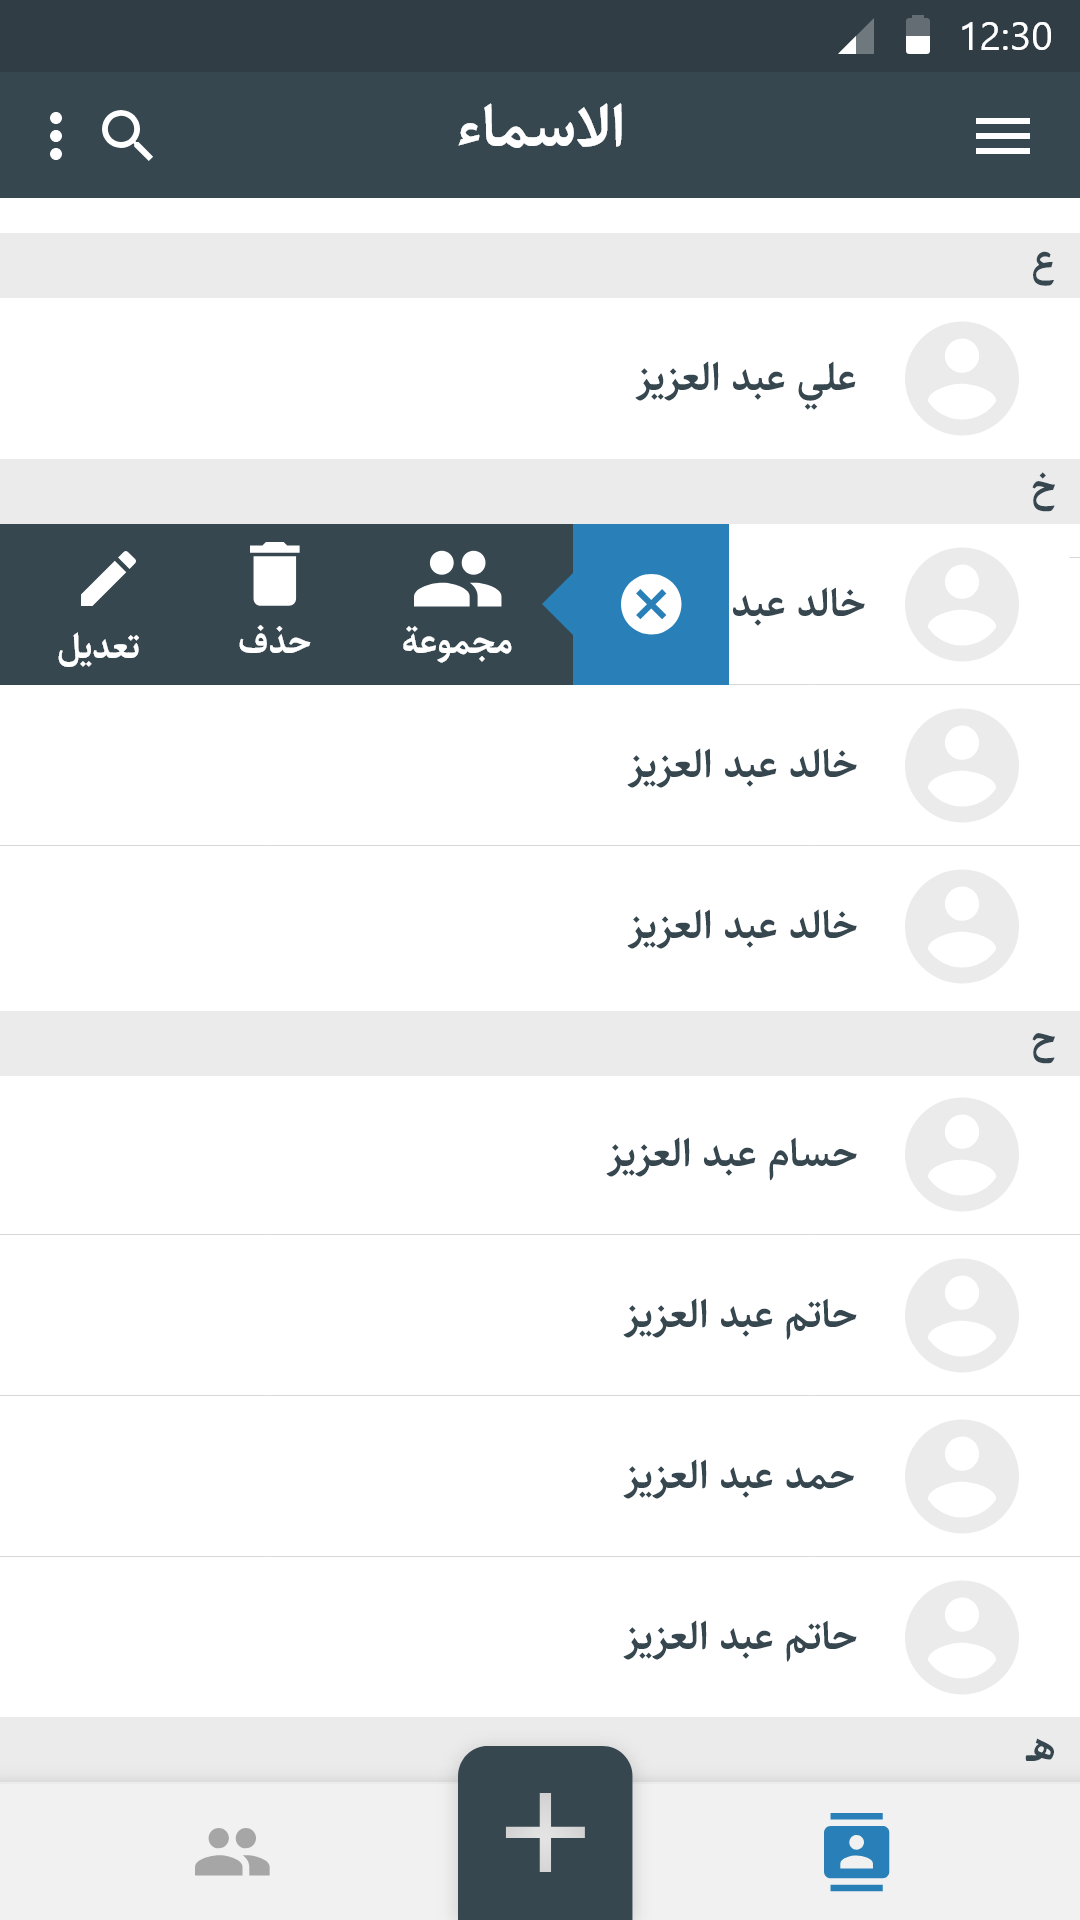 12:30
الاسماء
ع
علي عبد العزيز
خ
خالد عبد
مجموعة
حذف
تعديل
خالد عبد العزيز
خالد عبد العزيز
ح
حسام عبد العزيز
حاتم عبد العزيز
حمد عبد العزيز
حاتم عبد العزيز
هـ